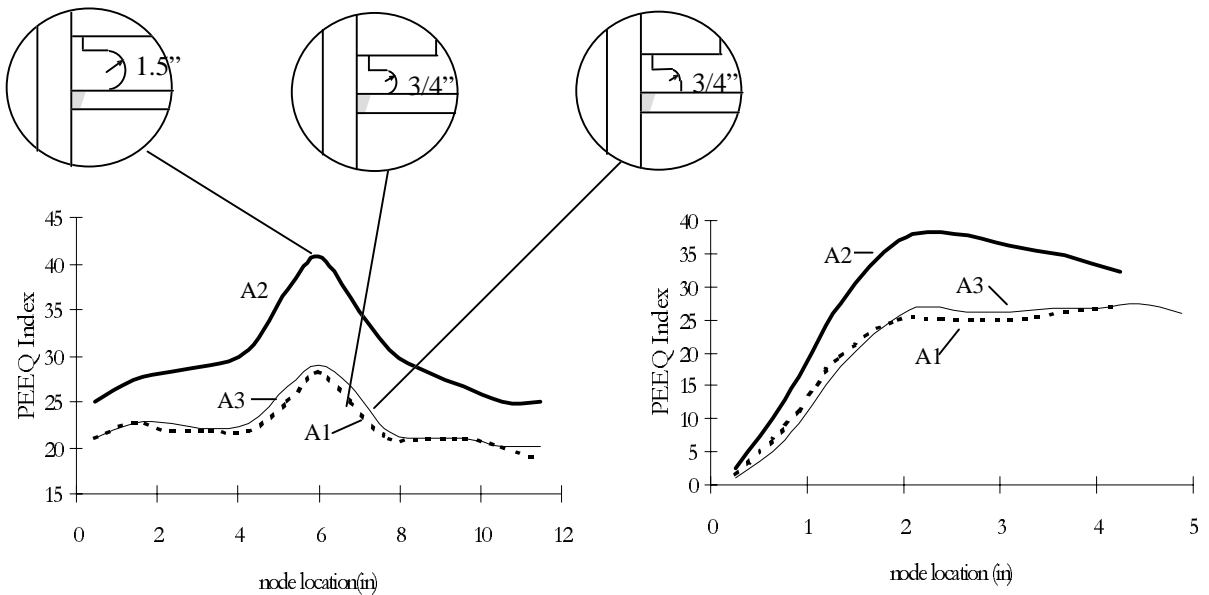 1.5”
3/4”
3/4”
PEEQ Index
45
40
35
30
25
20
15
A2
A3
A1
0 2 4 6 8 10 12
node location(in)
PEEQ Index
40
35
30
25
20
15
10
5
0
A2
A3
A1
0 1 2 3 4 5
node location (in)